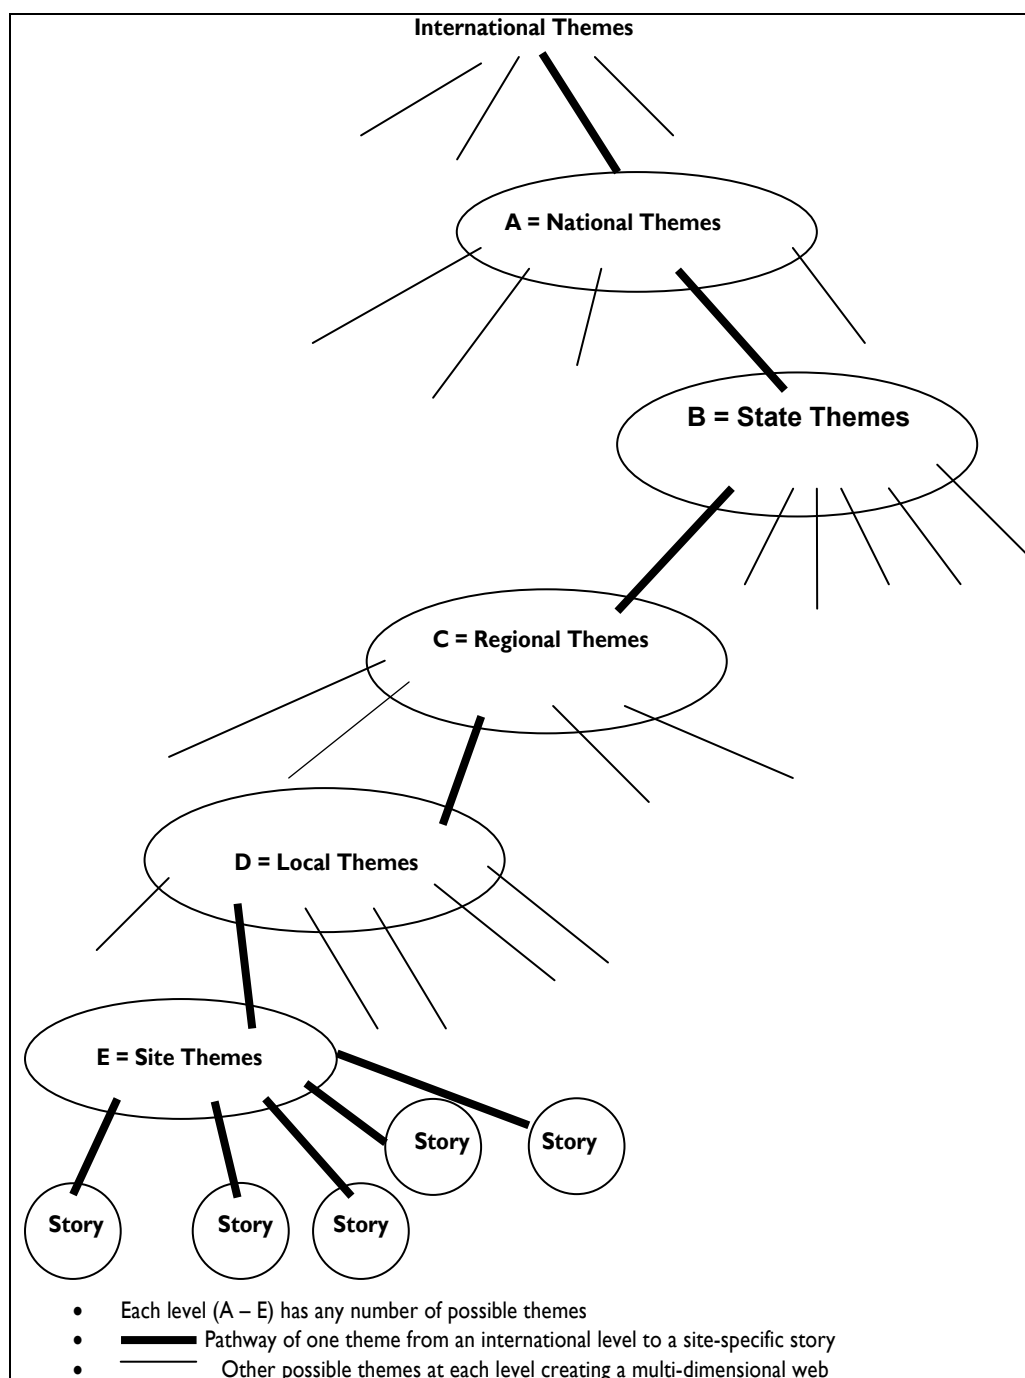 International Themes
A = National Themes
B = State Themes
C = Regional Themes
D = Local Themes
E = Site Themes
Story
Story
Story
Story
Story
• Each level (A – E) has any number of possible themes
• Pathway of one theme from an international level to a site-specific story
• Other possible themes at each level creating a multi-dimensional web